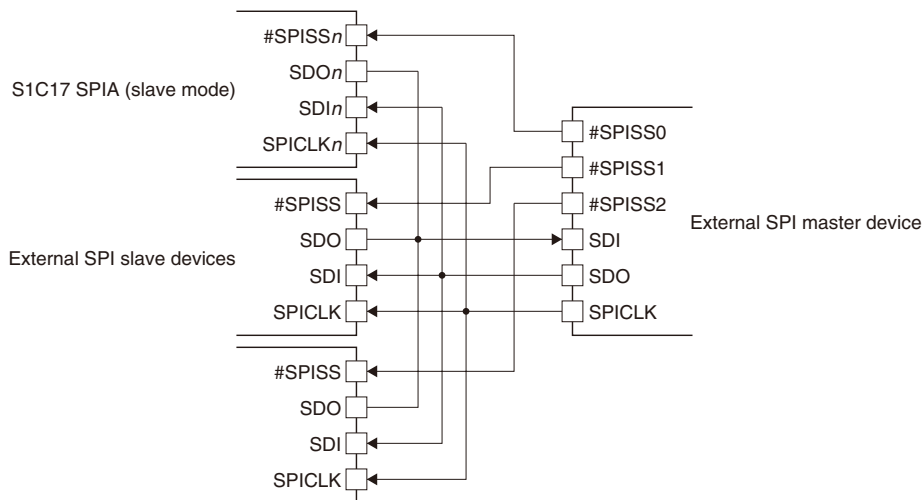 #SPISSn
SDOn
S1C17 SPIA (slave mode)
SDIn
SPICLKn
#SPISS
SDO
External SPI slave devices
SDI
SPICLK
#SPISS
SDO
SDI
SPICLK
#SPISS0
#SPISS1
#SPISS2
External SPI master device
SDI
SDO
SPICLK